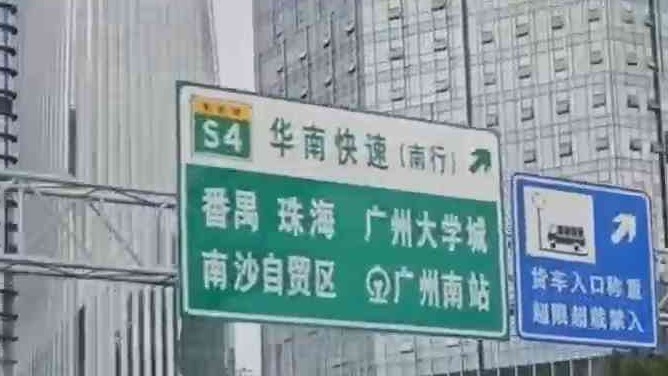 S4
华南快速(南行)
番禺 珠海 广州大学城
南沙自贸区 广州南站
货车入口称重
超限超载禁入